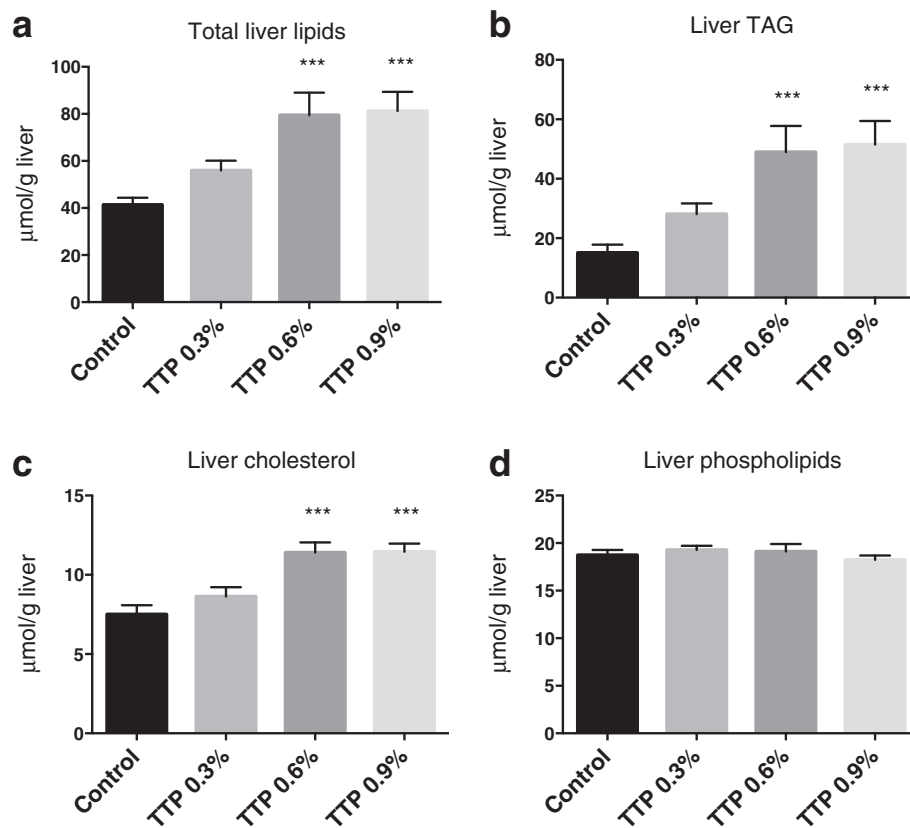 a
Total liver lipids
μmol/g liver
100
80
60
40
20
0
***
***
Control
TTP 0.3%
TTP 0.6%
TTP 0.9%
b
Liver TAG
μmol/g liver
80
60
40
20
0
***
***
Control
TTP 0.3%
TTP 0.6%
TTP 0.9%
c
Liver cholesterol
μmol/g liver
15
10
5
0
***
***
Control
TTP 0.3%
TTP 0.6%
TTP 0.9%
d
Liver phospholipids
μmol/g liver
25
20
15
10
5
0
Control
TTP 0.3%
TTP 0.6%
TTP 0.9%